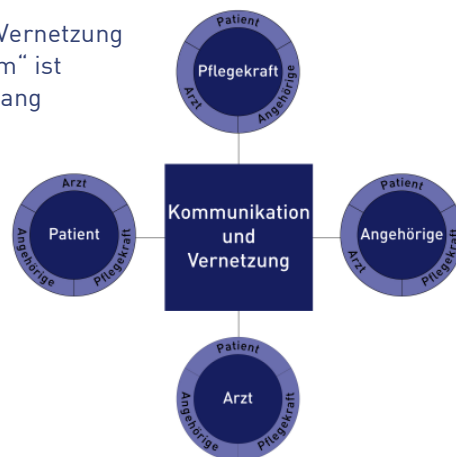 Vernetzung
m“ ist
ang
Patient
Pflegekraft
Arzt
Angehörige
Arzt
Patient
Angehörige
Pflegekraft
Kommunikation
und
Vernetzung
Patient
Angehörige
Arzt
Pflegekraft
Patient
Arzt
Angehörige
Pflegekraft